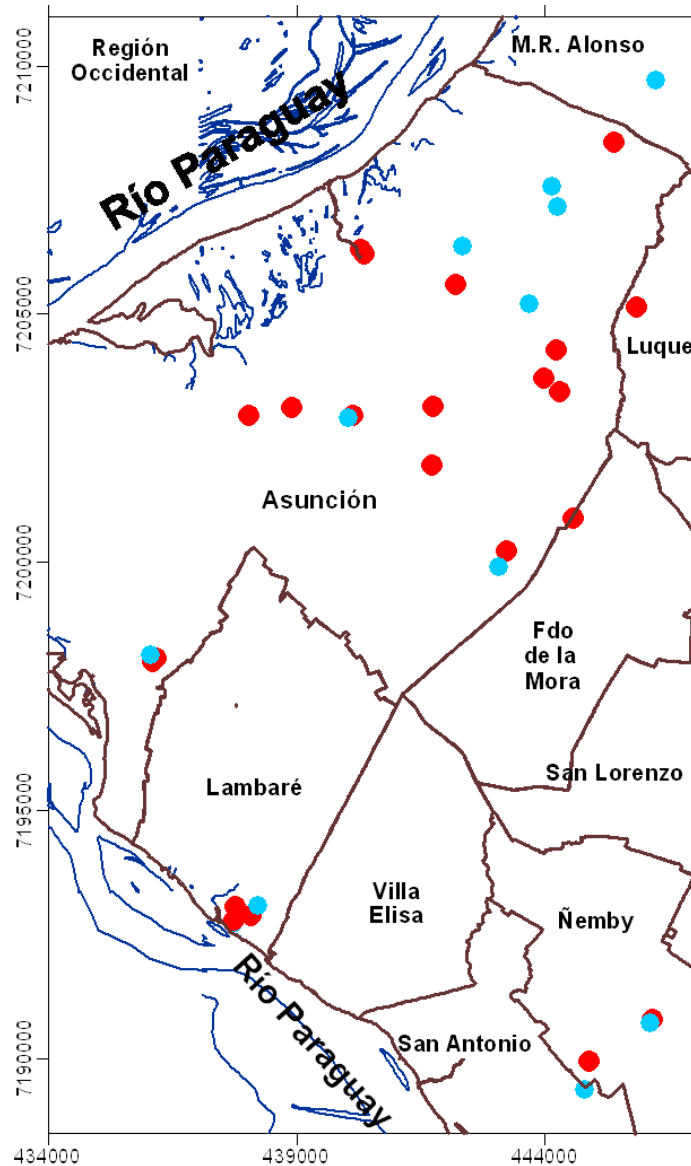 Región
Occidental
M.R. Alonso
7210000
Río Paraguay
7205000
Luque
Asunción
7200000
Fdo
de la
Mora
San Lorenzo
Lambaré
7195000
Villa
Elisa
Ñemby
Río Paraguay
San Antonio
7190000
434000
439000
444000